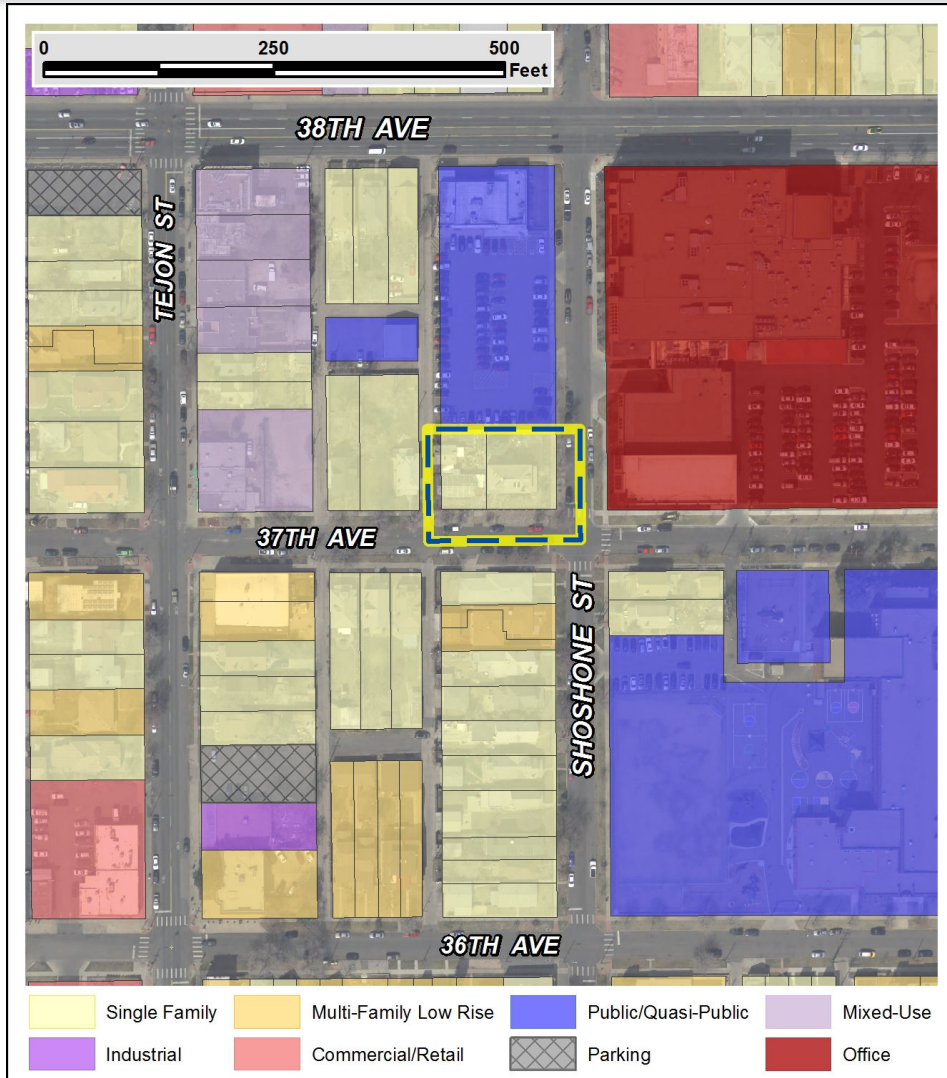 0 250 500
Feet
38TH AVE
TEJON ST
37TH AVE
SHOSHONE ST
36TH AVE
Single Family Multi-Family Low Rise Public/Quasi-Public Mixed-Use
Industrial Commercial/Retail Parking Office